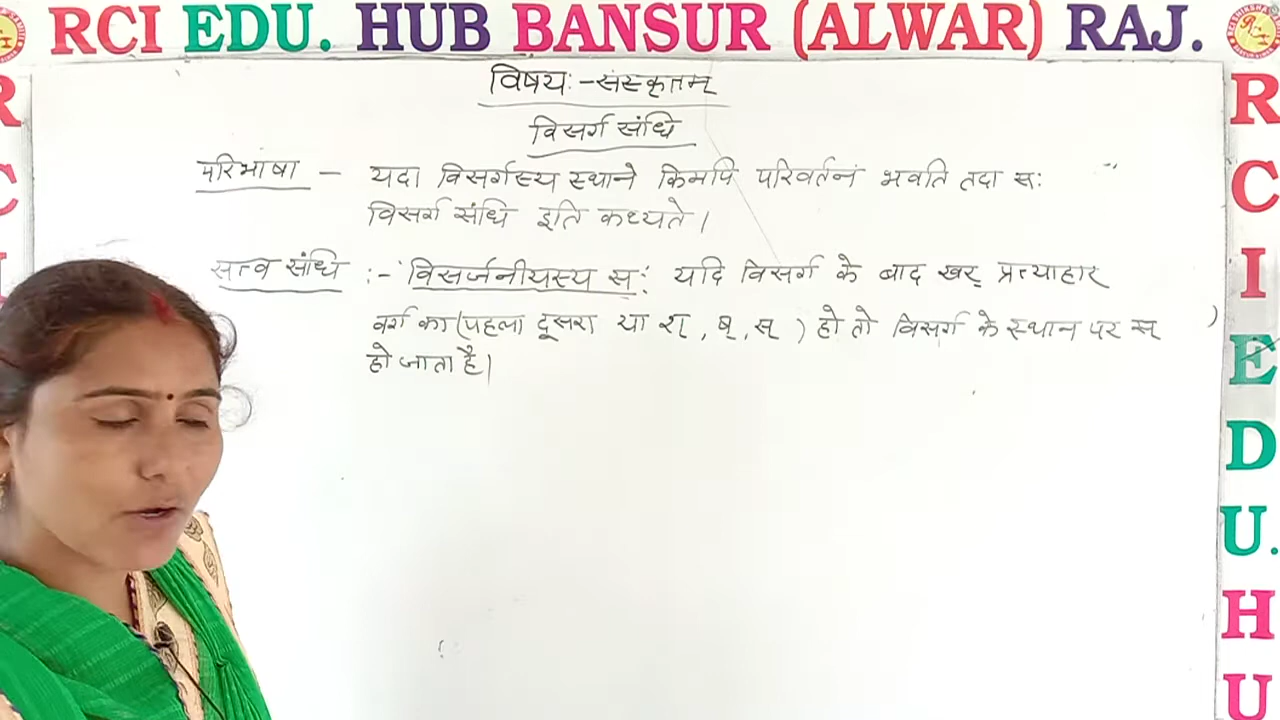 RCI EDU. HUB BANSUR (ALWAR) RAJ.
विषयः - संस्कृतम्
विसर्ग संधि
परिभाषा - यदा विसर्गस्य स्थाने किमपि परिवर्तनं भवति तदा सः
विसर्ग संधि इति कथ्यते।
सत्व संधि :- विसर्जनीयस्य सः यदि विसर्ग के बाद खर् प्रत्याहार
वर्ग का (पहला दूसरा या श्, ष्, स् ) हो तो विसर्ग के स्थान पर स् )
हो जाता है।
R
C
I
R
C
I
E
D
U.
H
U